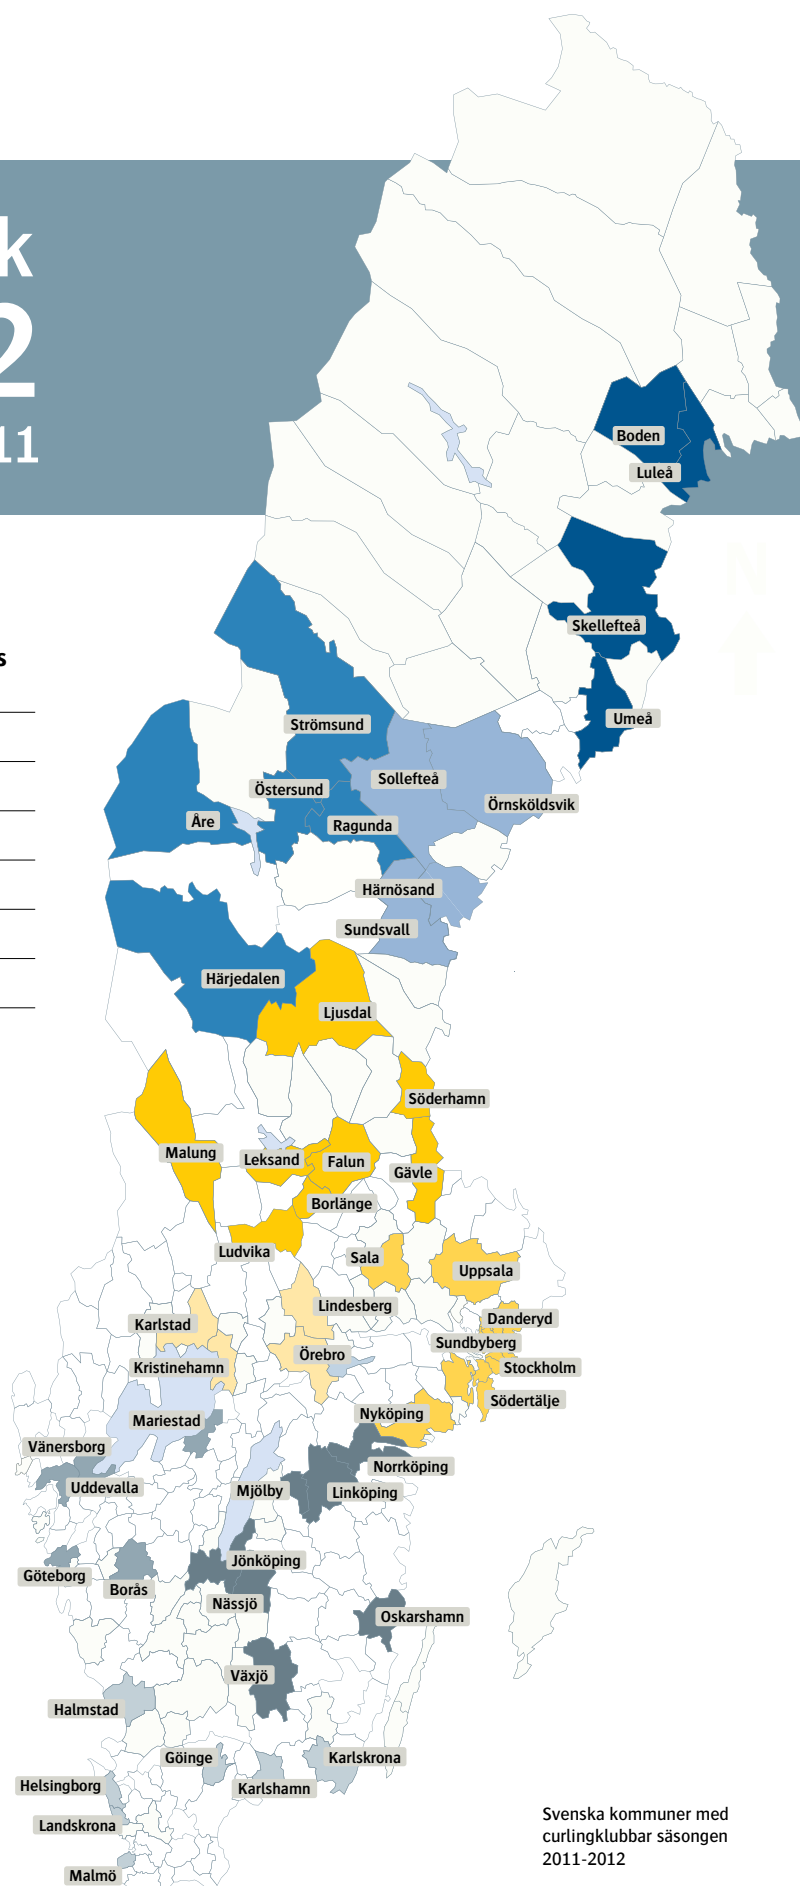 k
2
11
Boden
Luleå
N
Skellefteå
s
Umeå
Strömsund
Sollefteå
Östersund
Örnsköldsvik
Åre
Ragunda
Härnösand
Sundsvall
Härjedalen
Ljusdal
Söderhamn
Malung
Leksand
Falun
Gävle
Borlänge
Ludvika
Sala
Uppsala
Lindesberg
Danderyd
Karlstad
Sundbyberg
Örebro
Kristinehamn
Stockholm
Södertälje
Nyköping
Mariestad
Vänersborg
Norrköping
Uddevalla
Mjölby
Linköping
Jönköping
Göteborg
Borås
Nässjö
Oskarshamn
Växjö
Halmstad
Göinge
Karlskrona
Helsingborg
Karlshamn
Landskrona
Malmö
Svenska kommuner med
curlingklubbar säsongen
2011-2012